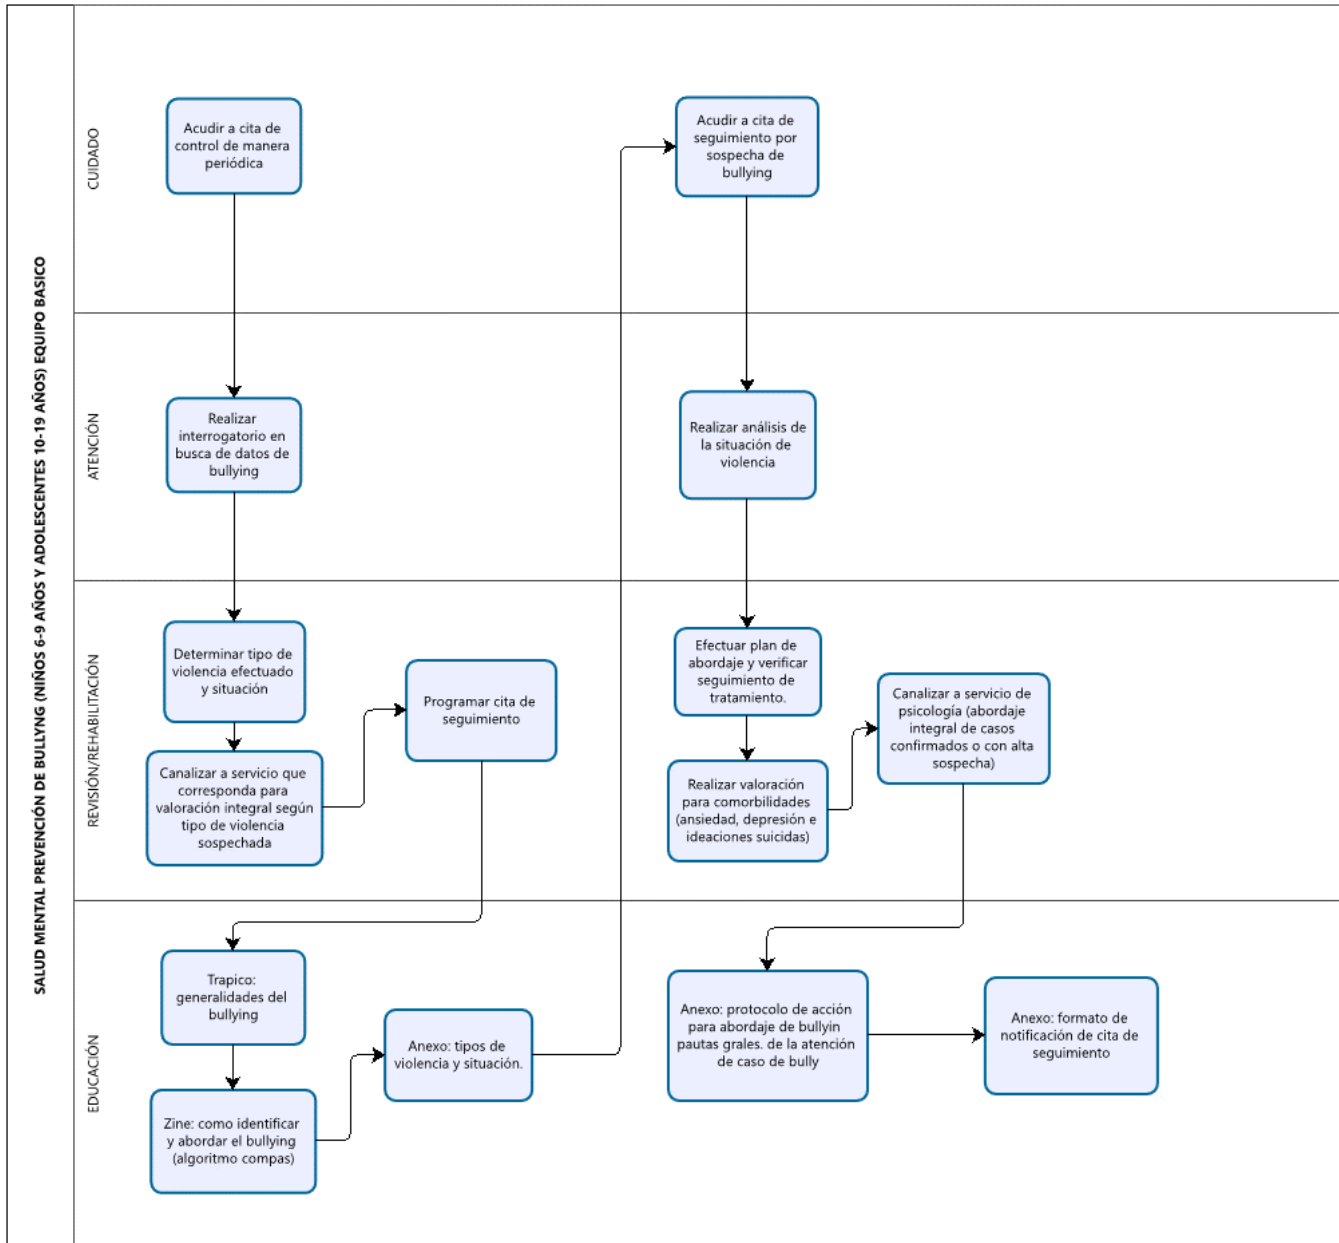 SALUD MENTAL PREVENCIÓN DE BULLYNG (NIÑOS 6-9 AÑOS Y ADOLESCENTES 10-19 AÑOS) EQUIPO BASICO
CUIDADO
Acudir a cita de
control de manera
periódica
Acudir a cita de
seguimiento por
sospecha de
bullying
ATENCIÓN
Realizar
interrogatorio en
busca de datos de
bullying
Realizar análisis de
la situación de
violencia
REVISIÓN/REHABILITACIÓN
Determinar tipo de
violencia efectuado
y situación
Canalizar a servicio que
corresponda para
valoración integral según
tipo de violencia
sospechada
Programar cita de
seguimiento
Efectuar plan de
abordaje y verificar
seguimiento de
tratamiento.
Realizar valoración
para comorbilidades
(ansiedad, depresión e
ideaciones suicidas)
Canalizar a servicio de
psicología (abordaje
integral de casos
confirmados o con alta
sospecha)
EDUCACIÓN
Trapico:
generalidades del
bullying
Zine: como identificar
y abordar el bullying
(algoritmo compas)
Anexo: tipos de
violencia y situación.
Anexo: protocolo de acción
para abordaje de bullyin
pautas grales. de la atención
de caso de bully
Anexo: formato de
notificación de cita de
seguimiento